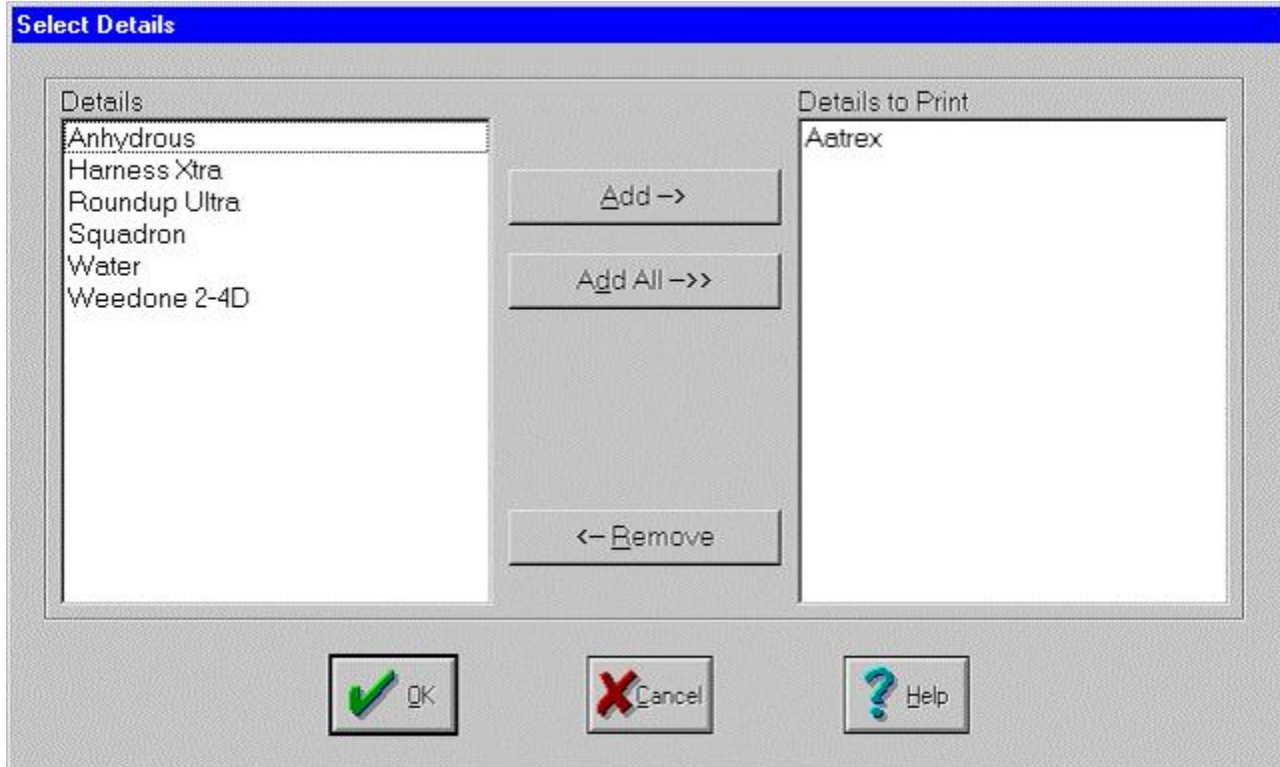 Select Details
Details
Anhydrous
Harness Xtra
Roundup Ultra
Squadron
Water
Weedone 2-4D
Add -->
Add All -->>
<-- Remove
Details to Print
Aatrex
OK
Cancel
Help